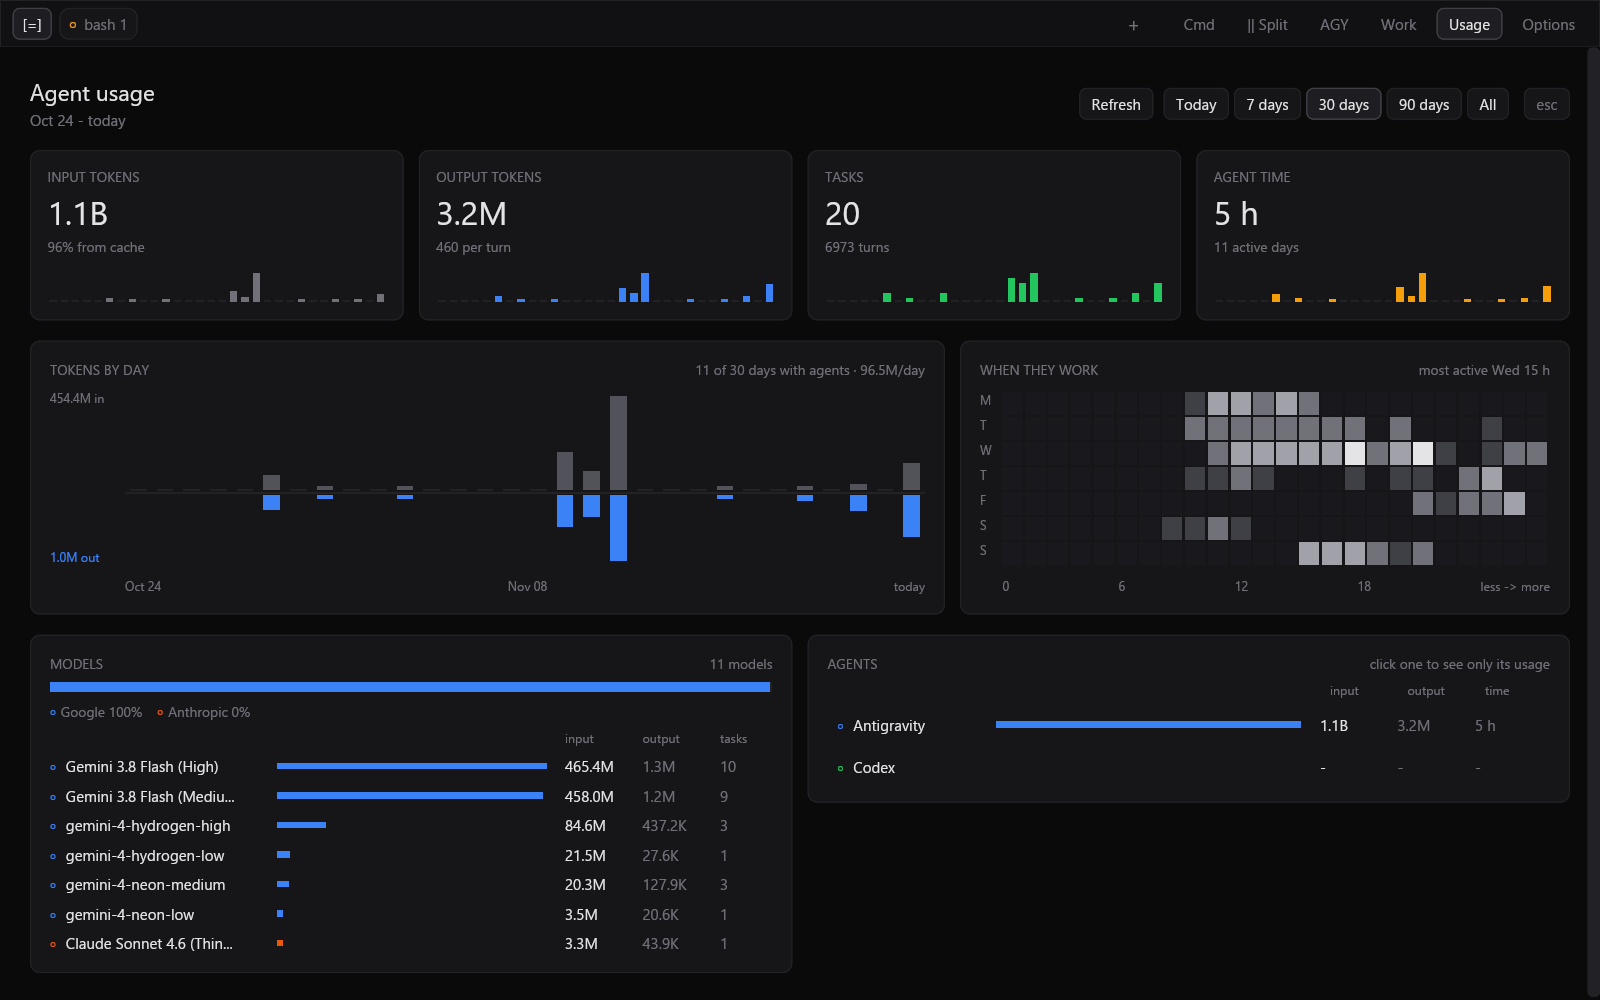 [=] bash 1 + Cmd || Split AGY Work Usage Options
Agent usage
Oct 24 - today
Refresh Today 7 days 30 days 90 days All esc
INPUT TOKENS
1.1B
96% from cache
OUTPUT TOKENS
3.2M
460 per turn
TASKS
20
6973 turns
AGENT TIME
5 h
11 active days
TOKENS BY DAY 11 of 30 days with agents · 96.5M/day
454.4M in
1.0M out
Oct 24 Nov 08 today
WHEN THEY WORK most active Wed 15 h
M
T
W
T
F
S
S
0 6 12 18 less -> more
MODELS 11 models
Google 100% Anthropic 0%
input output tasks
Gemini 3.8 Flash (High) 465.4M 1.3M 10
Gemini 3.8 Flash (Mediu... 458.0M 1.2M 9
gemini-4-hydrogen-high 84.6M 437.2K 3
gemini-4-hydrogen-low 21.5M 27.6K 1
gemini-4-neon-medium 20.3M 127.9K 3
gemini-4-neon-low 3.5M 20.6K 1
Claude Sonnet 4.6 (Thin... 3.3M 43.9K 1
AGENTS click one to see only its usage
input output time
Antigravity 1.1B 3.2M 5 h
Codex - - -